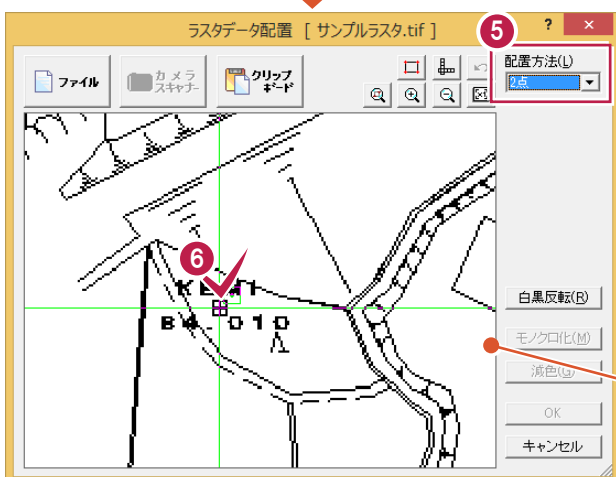 ラスタデータ配置 [ サンプルラスタ.tif ]
? ×
5
ファイル
カメラ
スキャナー
クリップ
ボード
配置方法(L)
2点
6
84.010
白黒反転(R)
モノクロ化(M)
減色(G)
OK
キャンセル